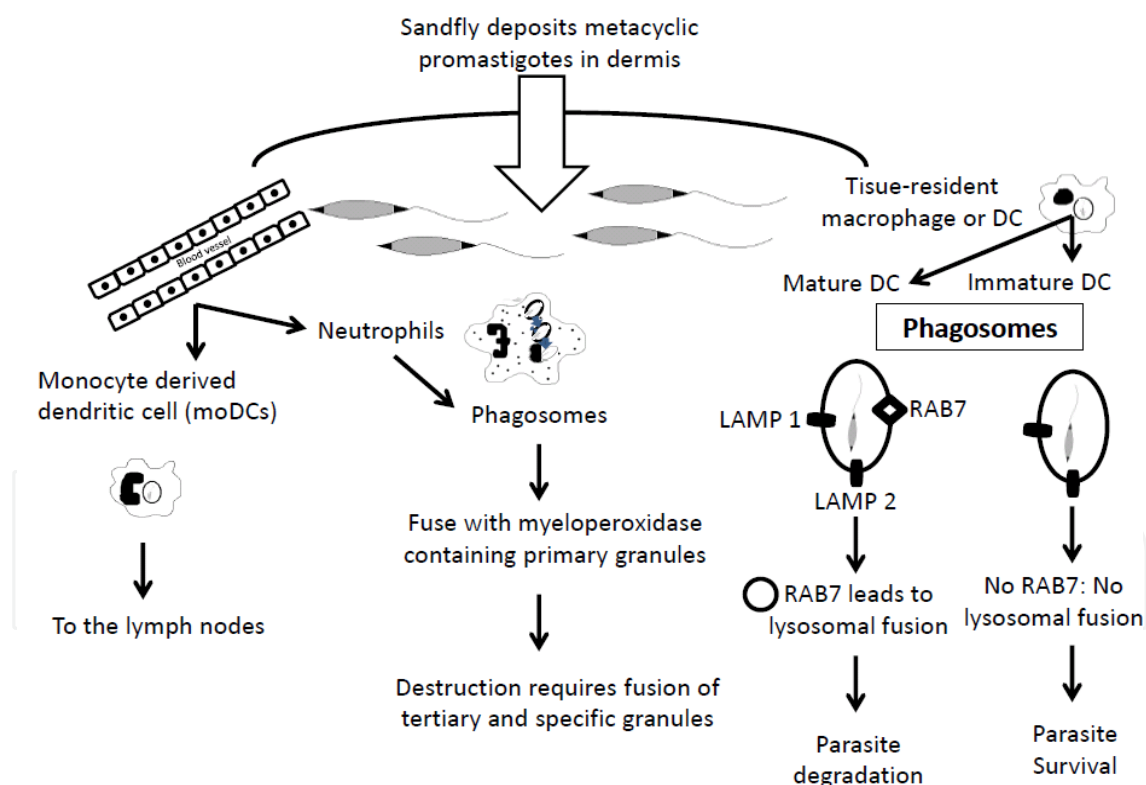 Sandfly deposits metacyclic
promastigotes in dermis
Blood vessel
Tisue-resident
macrophage or DC
Mature DC
Immature DC
Neutrophils
Phagosomes
Monocyte derived
dendritic cell (moDCs)
Phagosomes
LAMP 1
RAB7
LAMP 2
Fuse with myeloperoxidase
containing primary granules
RAB7 leads to
lysosomal fusion
No RAB7: No
lysosomal fusion
To the lymph nodes
Destruction requires fusion of
tertiary and specific granules
Parasite
degradation
Parasite
Survival